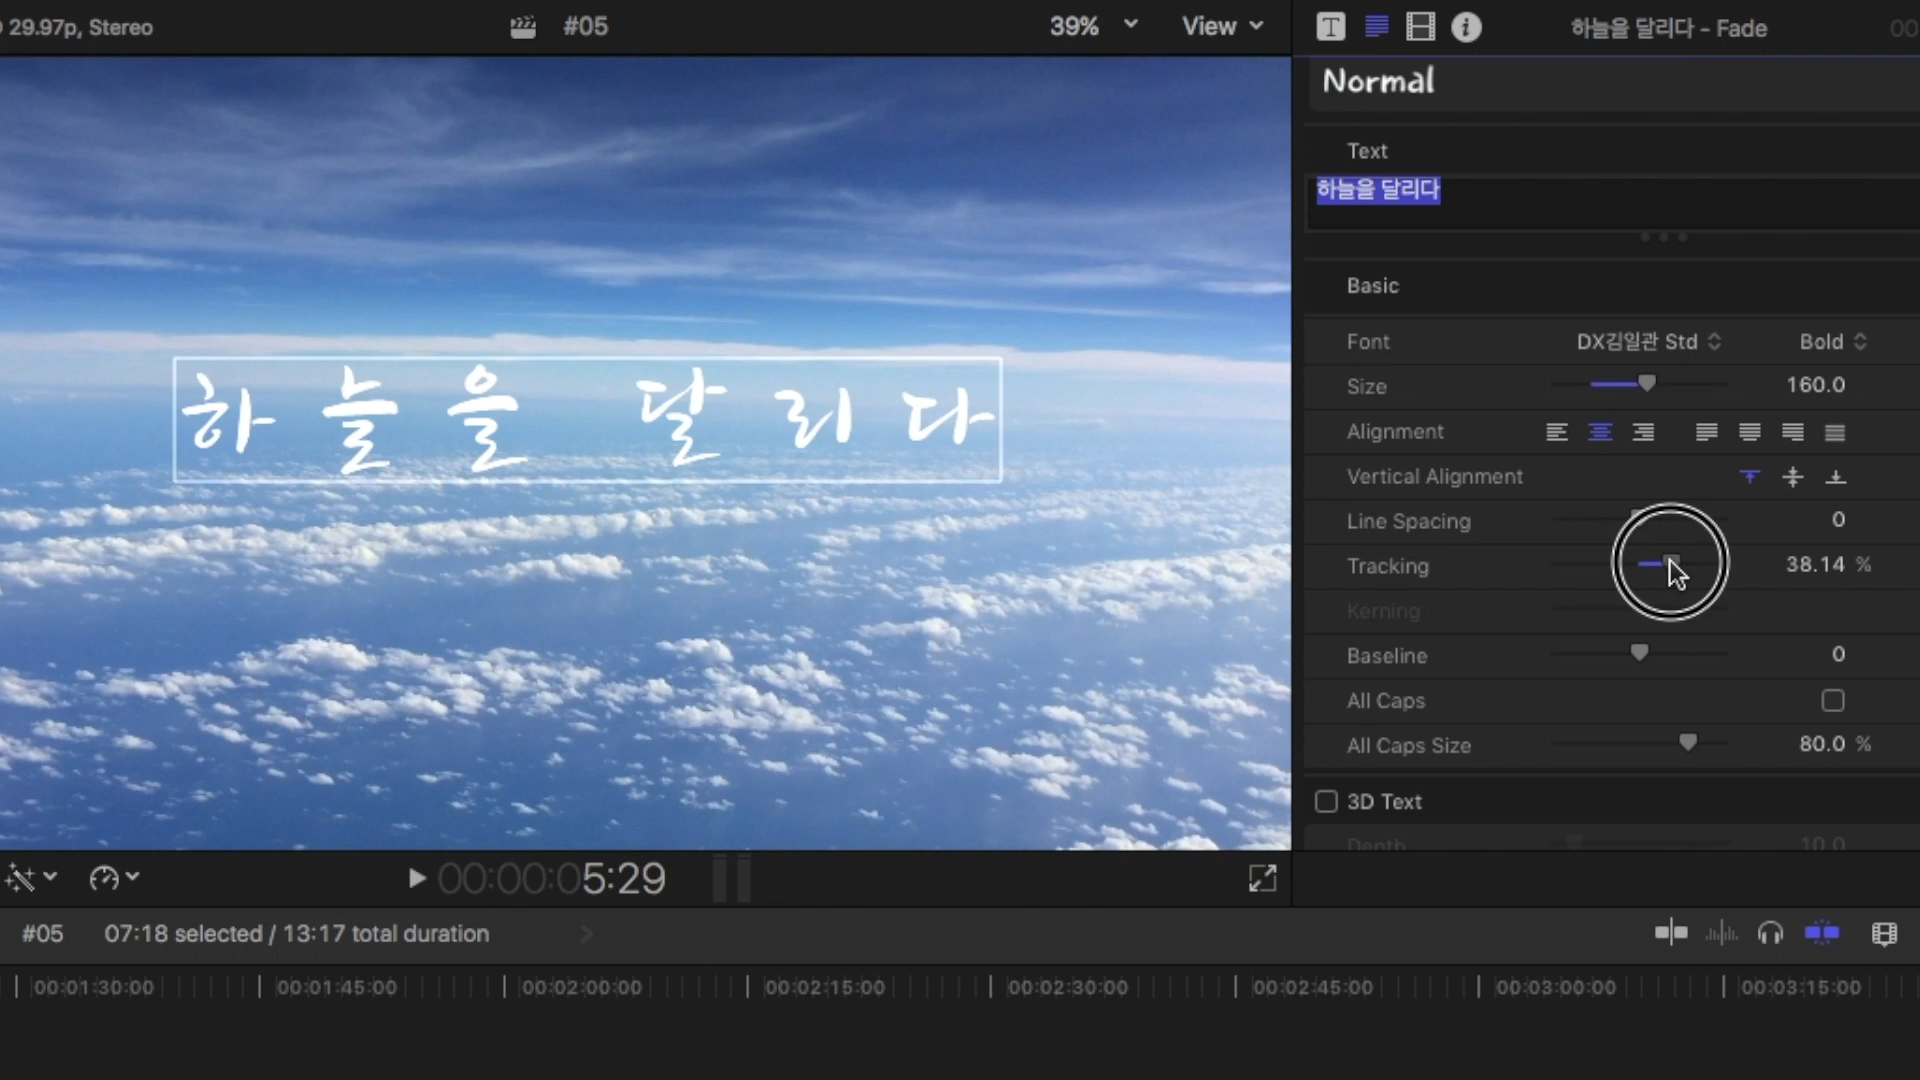 29.97p, Stereo
#05
39%
View
하늘을 달리다 - Fade
00
Normal
Text
하늘을 달리다
Basic
Font
DX김일관 Std
Bold
Size
160.0
Alignment
Vertical Alignment
Line Spacing
0
Tracking
38.14 %
Kerning
Baseline
0
All Caps
All Caps Size
80.0 %
3D Text
Depth
10.0
하늘을 달리다
00:00:05:29
#05
07:18 selected / 13:17 total duration
00:01:30:00
00:01:45:00
00:02:00:00
00:02:15:00
00:02:30:00
00:02:45:00
00:03:00:00
00:03:15:00